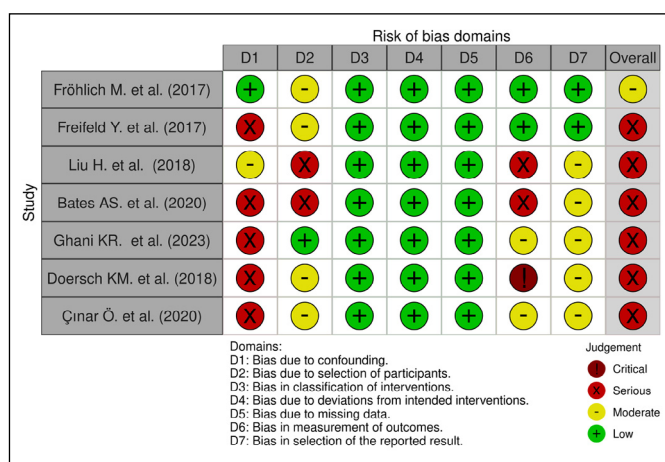 Risk of bias domains
D1 D2 D3 D4 D5 D6 D7 Overall
Study
Fröhlich M. et al. (2017) + - + + + + + -
Freifeld Y. et al. (2017) X - + + + + + X
Liu H. et al. (2018) - X + + + X - X
Bates AS. et al. (2020) X X + + + X - X
Ghani KR. et al. (2023) X + + + + - - X
Doersch KM. et al. (2018) X - + + + ! - X
Çınar Ö. et al. (2020) X - + + + - - X
Domains:
D1: Bias due to confounding.
D2: Bias due to selection of participants.
D3: Bias in classification of interventions.
D4: Bias due to deviations from intended interventions.
D5: Bias due to missing data.
D6: Bias in measurement of outcomes.
D7: Bias in selection of the reported result.
Judgement
! Critical
X Serious
- Moderate
+ Low